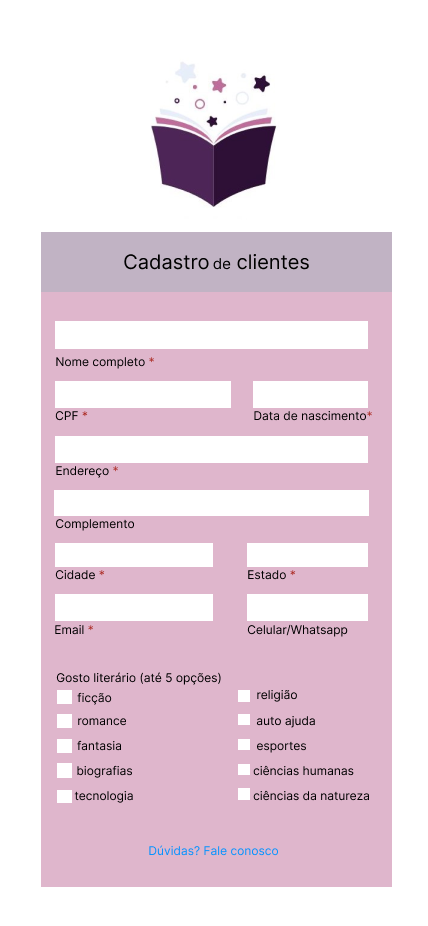 Cadastro de clientes
Nome completo *
CPF *
Data de nascimento*
Endereço *
Complemento
Cidade *
Estado *
Email *
Celular/Whatsapp
Gosto literário (até 5 opções)
ficção
religião
romance
auto ajuda
fantasia
esportes
biografias
ciências humanas
tecnologia
ciências da natureza
Dúvidas? Fale conosco